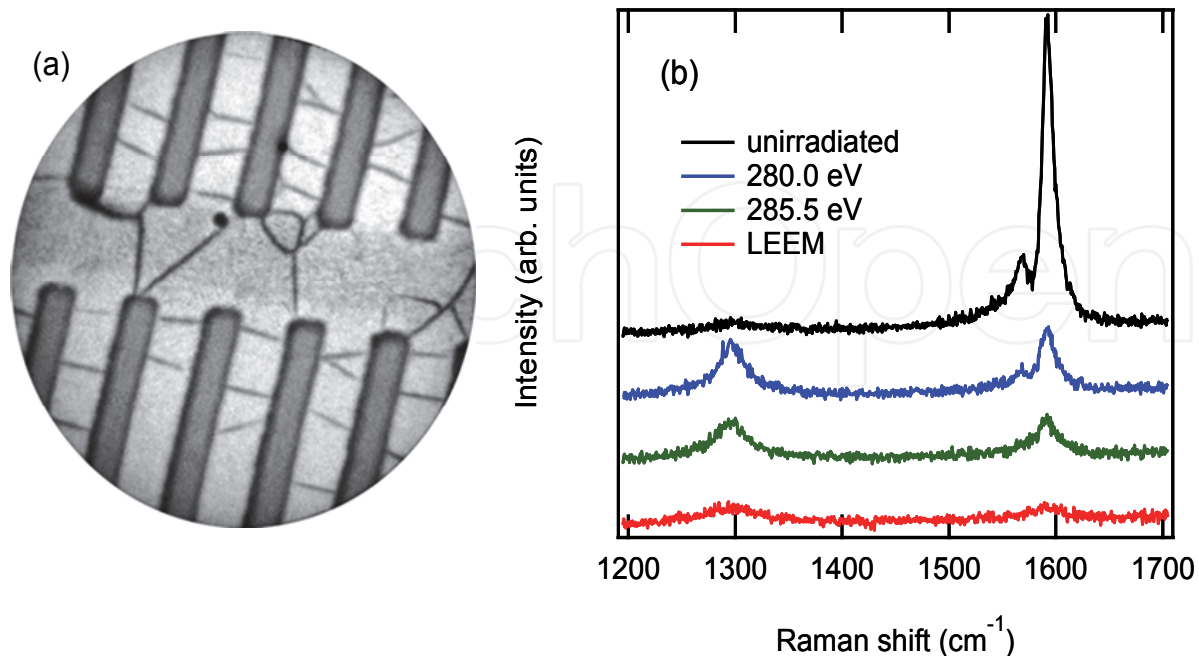 (a)
(b)
unirradiated
280.0 eV
285.5 eV
LEEM
Intensity (arb. units)
1200 1300 1400 1500 1600 1700
Raman shift (cm⁻¹)
chOpen